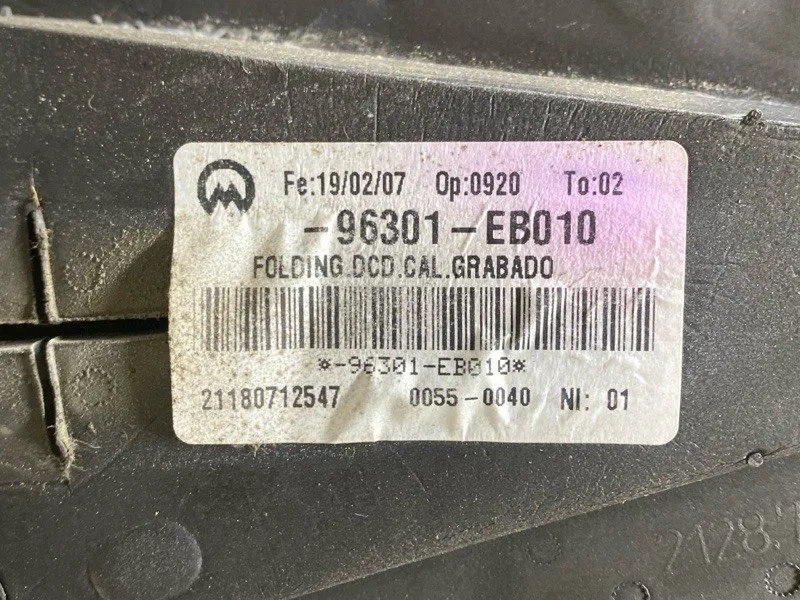 Fe:19/02/07 Op:0920 To:02
-96301-EB010
FOLDING.DCD.CAL.GRABADO
*-96301-EB010*
21180712547 0055-0040 NI: 01